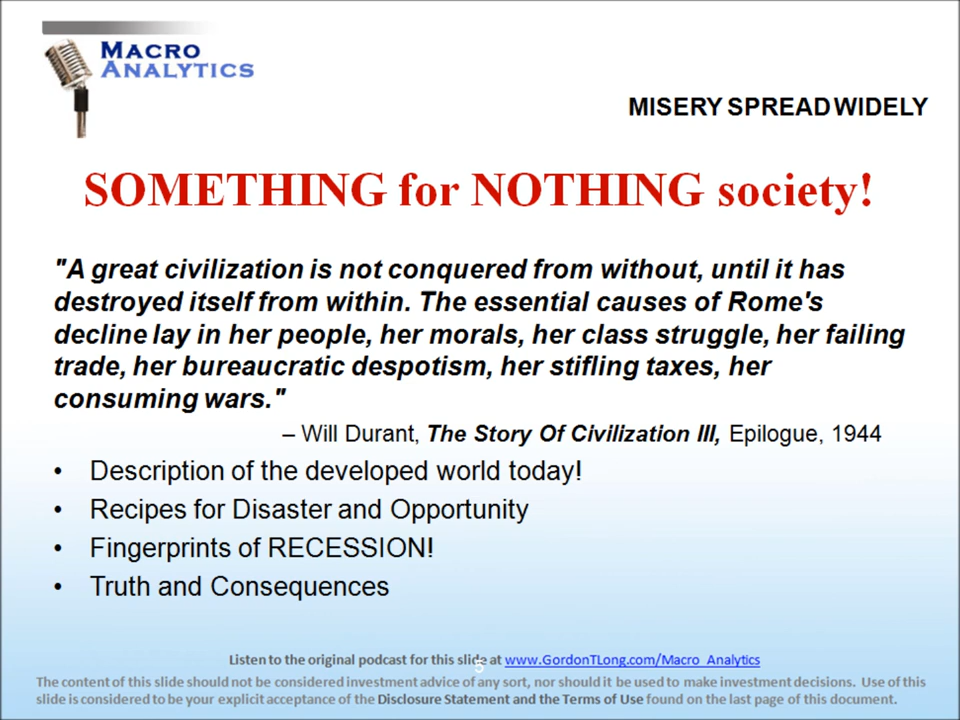 MACRO
ANALYTICS
MISERY SPREAD WIDELY
SOMETHING for NOTHING society!
"A great civilization is not conquered from without, until it has
destroyed itself from within. The essential causes of Rome's
decline lay in her people, her morals, her class struggle, her failing
trade, her bureaucratic despotism, her stifling taxes, her
consuming wars."
– Will Durant, The Story Of Civilization III, Epilogue, 1944
• Description of the developed world today!
• Recipes for Disaster and Opportunity
• Fingerprints of RECESSION!
• Truth and Consequences
Listen to the original podcast for this slide at www.GordonTLong.com/Macro_Analytics
5
The content of this slide should not be considered investment advice of any sort, nor should it be used to make investment decisions. Use of this
slide is considered to be your explicit acceptance of the Disclosure Statement and the Terms of Use found on the last page of this document.